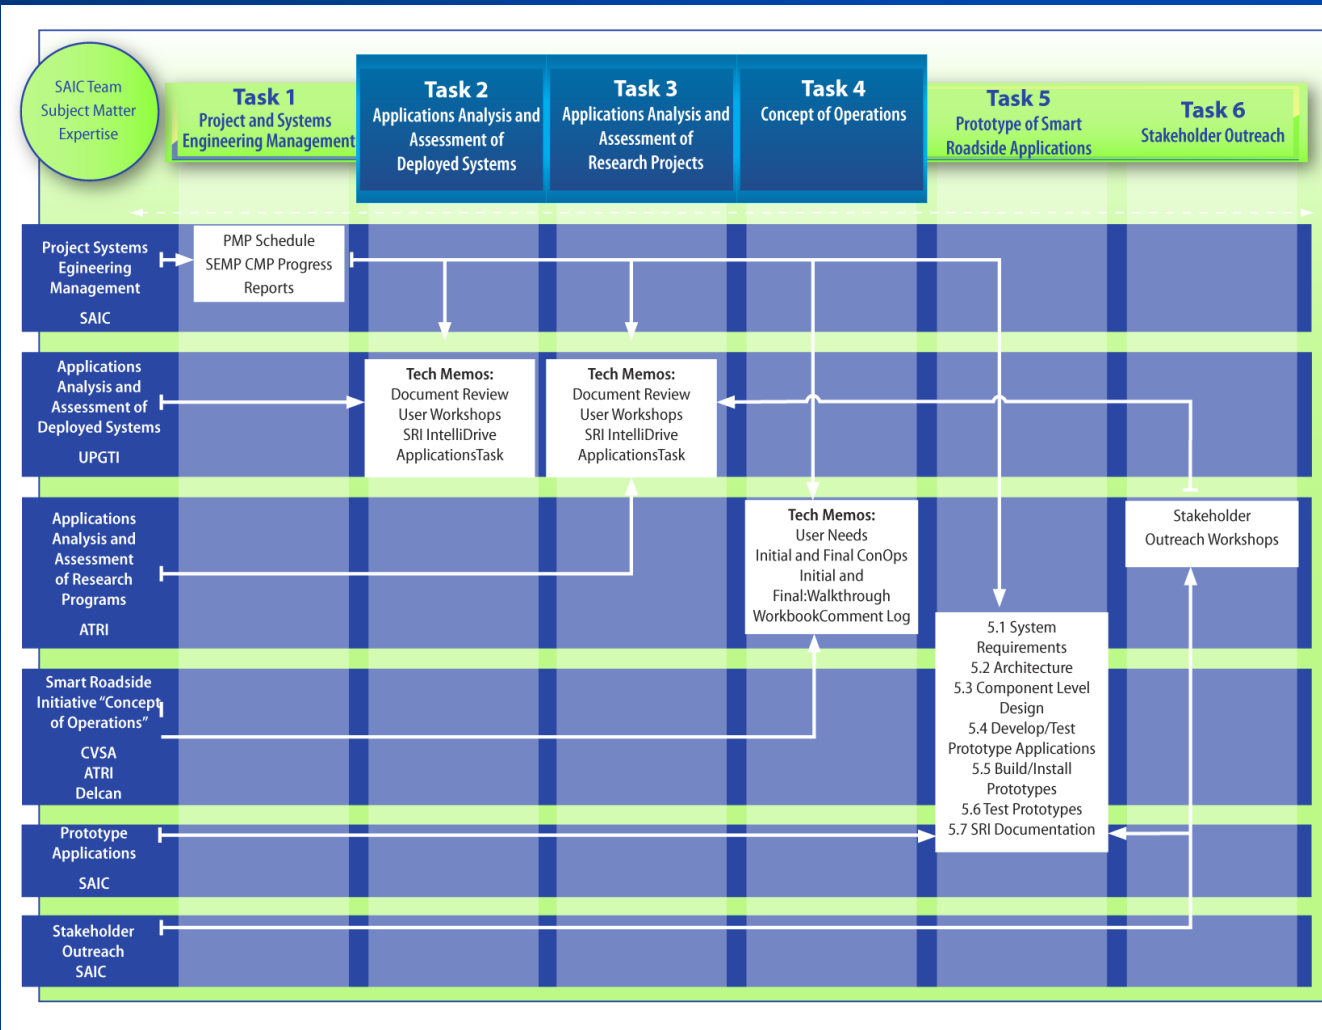 SAIC Team
Subject Matter
Expertise
Task 1
Project and Systems
Engineering Management
Task 2
Applications Analysis and
Assessment of
Deployed Systems
Task 3
Applications Analysis and
Assessment of
Research Projects
Task 4
Concept of Operations
Task 5
Prototype of Smart
Roadside Applications
Task 6
Stakeholder Outreach
Project Systems
Egineering
Management
SAIC
PMP Schedule
SEMP CMP Progress
Reports
Applications
Analysis and
Assessment of
Deployed Systems
UPGTI
Tech Memos:
Document Review
User Workshops
SRI IntelliDrive
ApplicationsTask
Tech Memos:
Document Review
User Workshops
SRI IntelliDrive
ApplicationsTask
Applications
Analysis and
Assessment
of Research
Programs
ATRI
Tech Memos:
User Needs
Initial and Final ConOps
Initial and
Final:Walkthrough
WorkbookComment Log
Stakeholder
Outreach Workshops
5.1 System
Requirements
5.2 Architecture
5.3 Component Level
Design
5.4 Develop/Test
Prototype Applications
5.5 Build/Install
Prototypes
5.6 Test Prototypes
5.7 SRI Documentation
Smart Roadside
Initiative “Concept
of Operations”
CVSA
ATRI
Delcan
Prototype
Applications
SAIC
Stakeholder
Outreach
SAIC